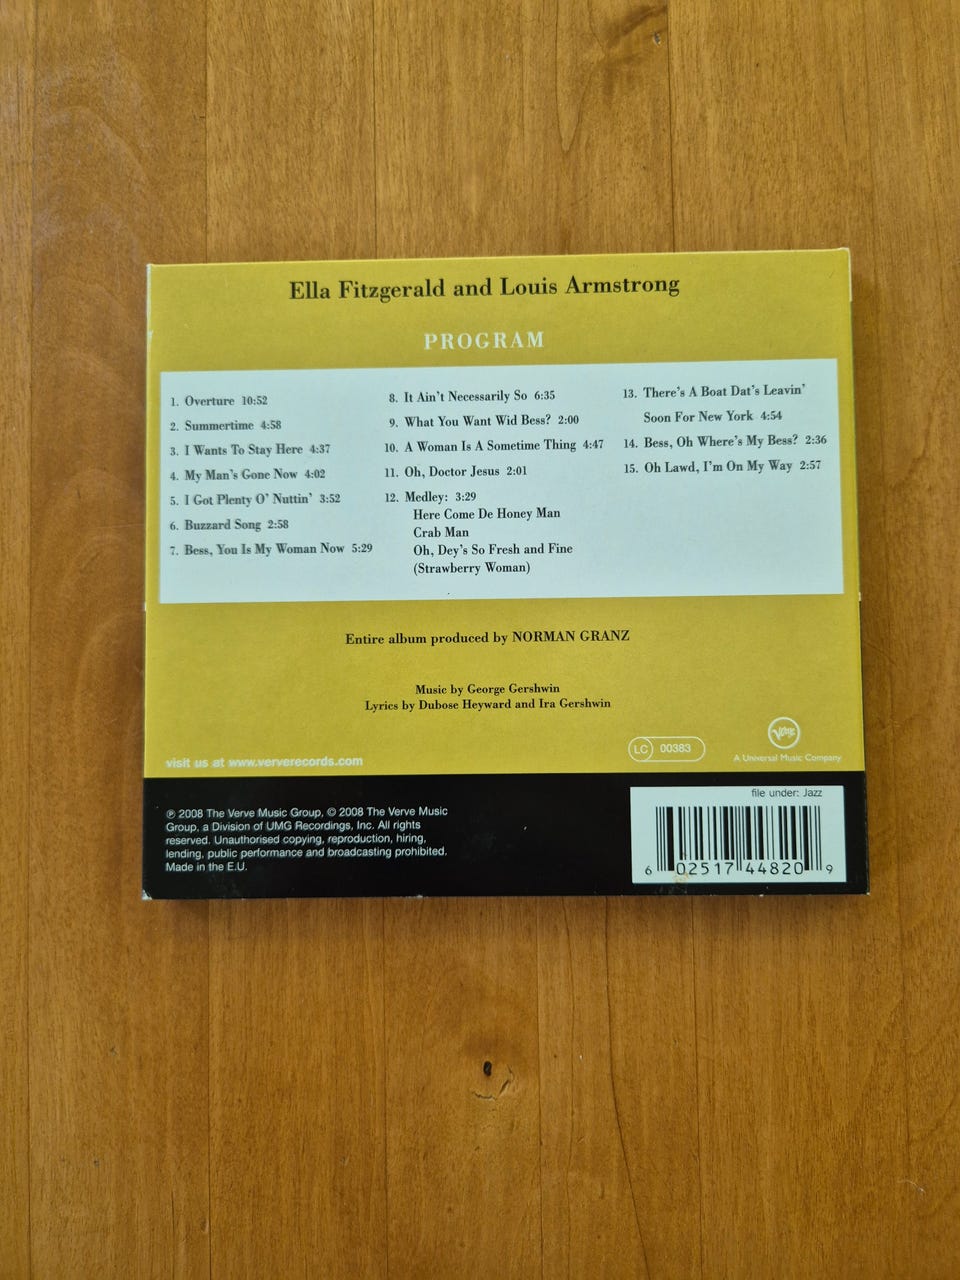 Ella Fitzgerald and Louis Armstrong
PROGRAM
1. Overture 10:52
2. Summertime 4:58
3. I Wants To Stay Here 4:37
4. My Man's Gone Now 4:02
5. I Got Plenty O' Nuttin' 3:52
6. Buzzard Song 2:58
7. Bess, You Is My Woman Now 5:29
8. It Ain't Necessarily So 6:35
9. What You Want Wid Bess? 2:00
10. A Woman Is A Sometime Thing 4:47
11. Oh, Doctor Jesus 2:01
12. Medley: 3:29
Here Come De Honey Man
Crab Man
Oh, Dey's So Fresh and Fine
(Strawberry Woman)
13. There's A Boat Dat's Leavin'
Soon For New York 4:54
14. Bess, Oh Where's My Bess? 2:36
15. Oh Lawd, I'm On My Way 2:57
Entire album produced by NORMAN GRANZ
Music by George Gershwin
Lyrics by Dubose Heyward and Ira Gershwin
visit us at www.ververecords.com
LC 00383
Verve
A Universal Music Company
℗ 2008 The Verve Music Group, © 2008 The Verve Music
Group, a Division of UMG Recordings, Inc. All rights
reserved. Unauthorised copying, reproduction, hiring,
lending, public performance and broadcasting prohibited.
Made in the E.U.
file under: Jazz
6 02517 44820 9